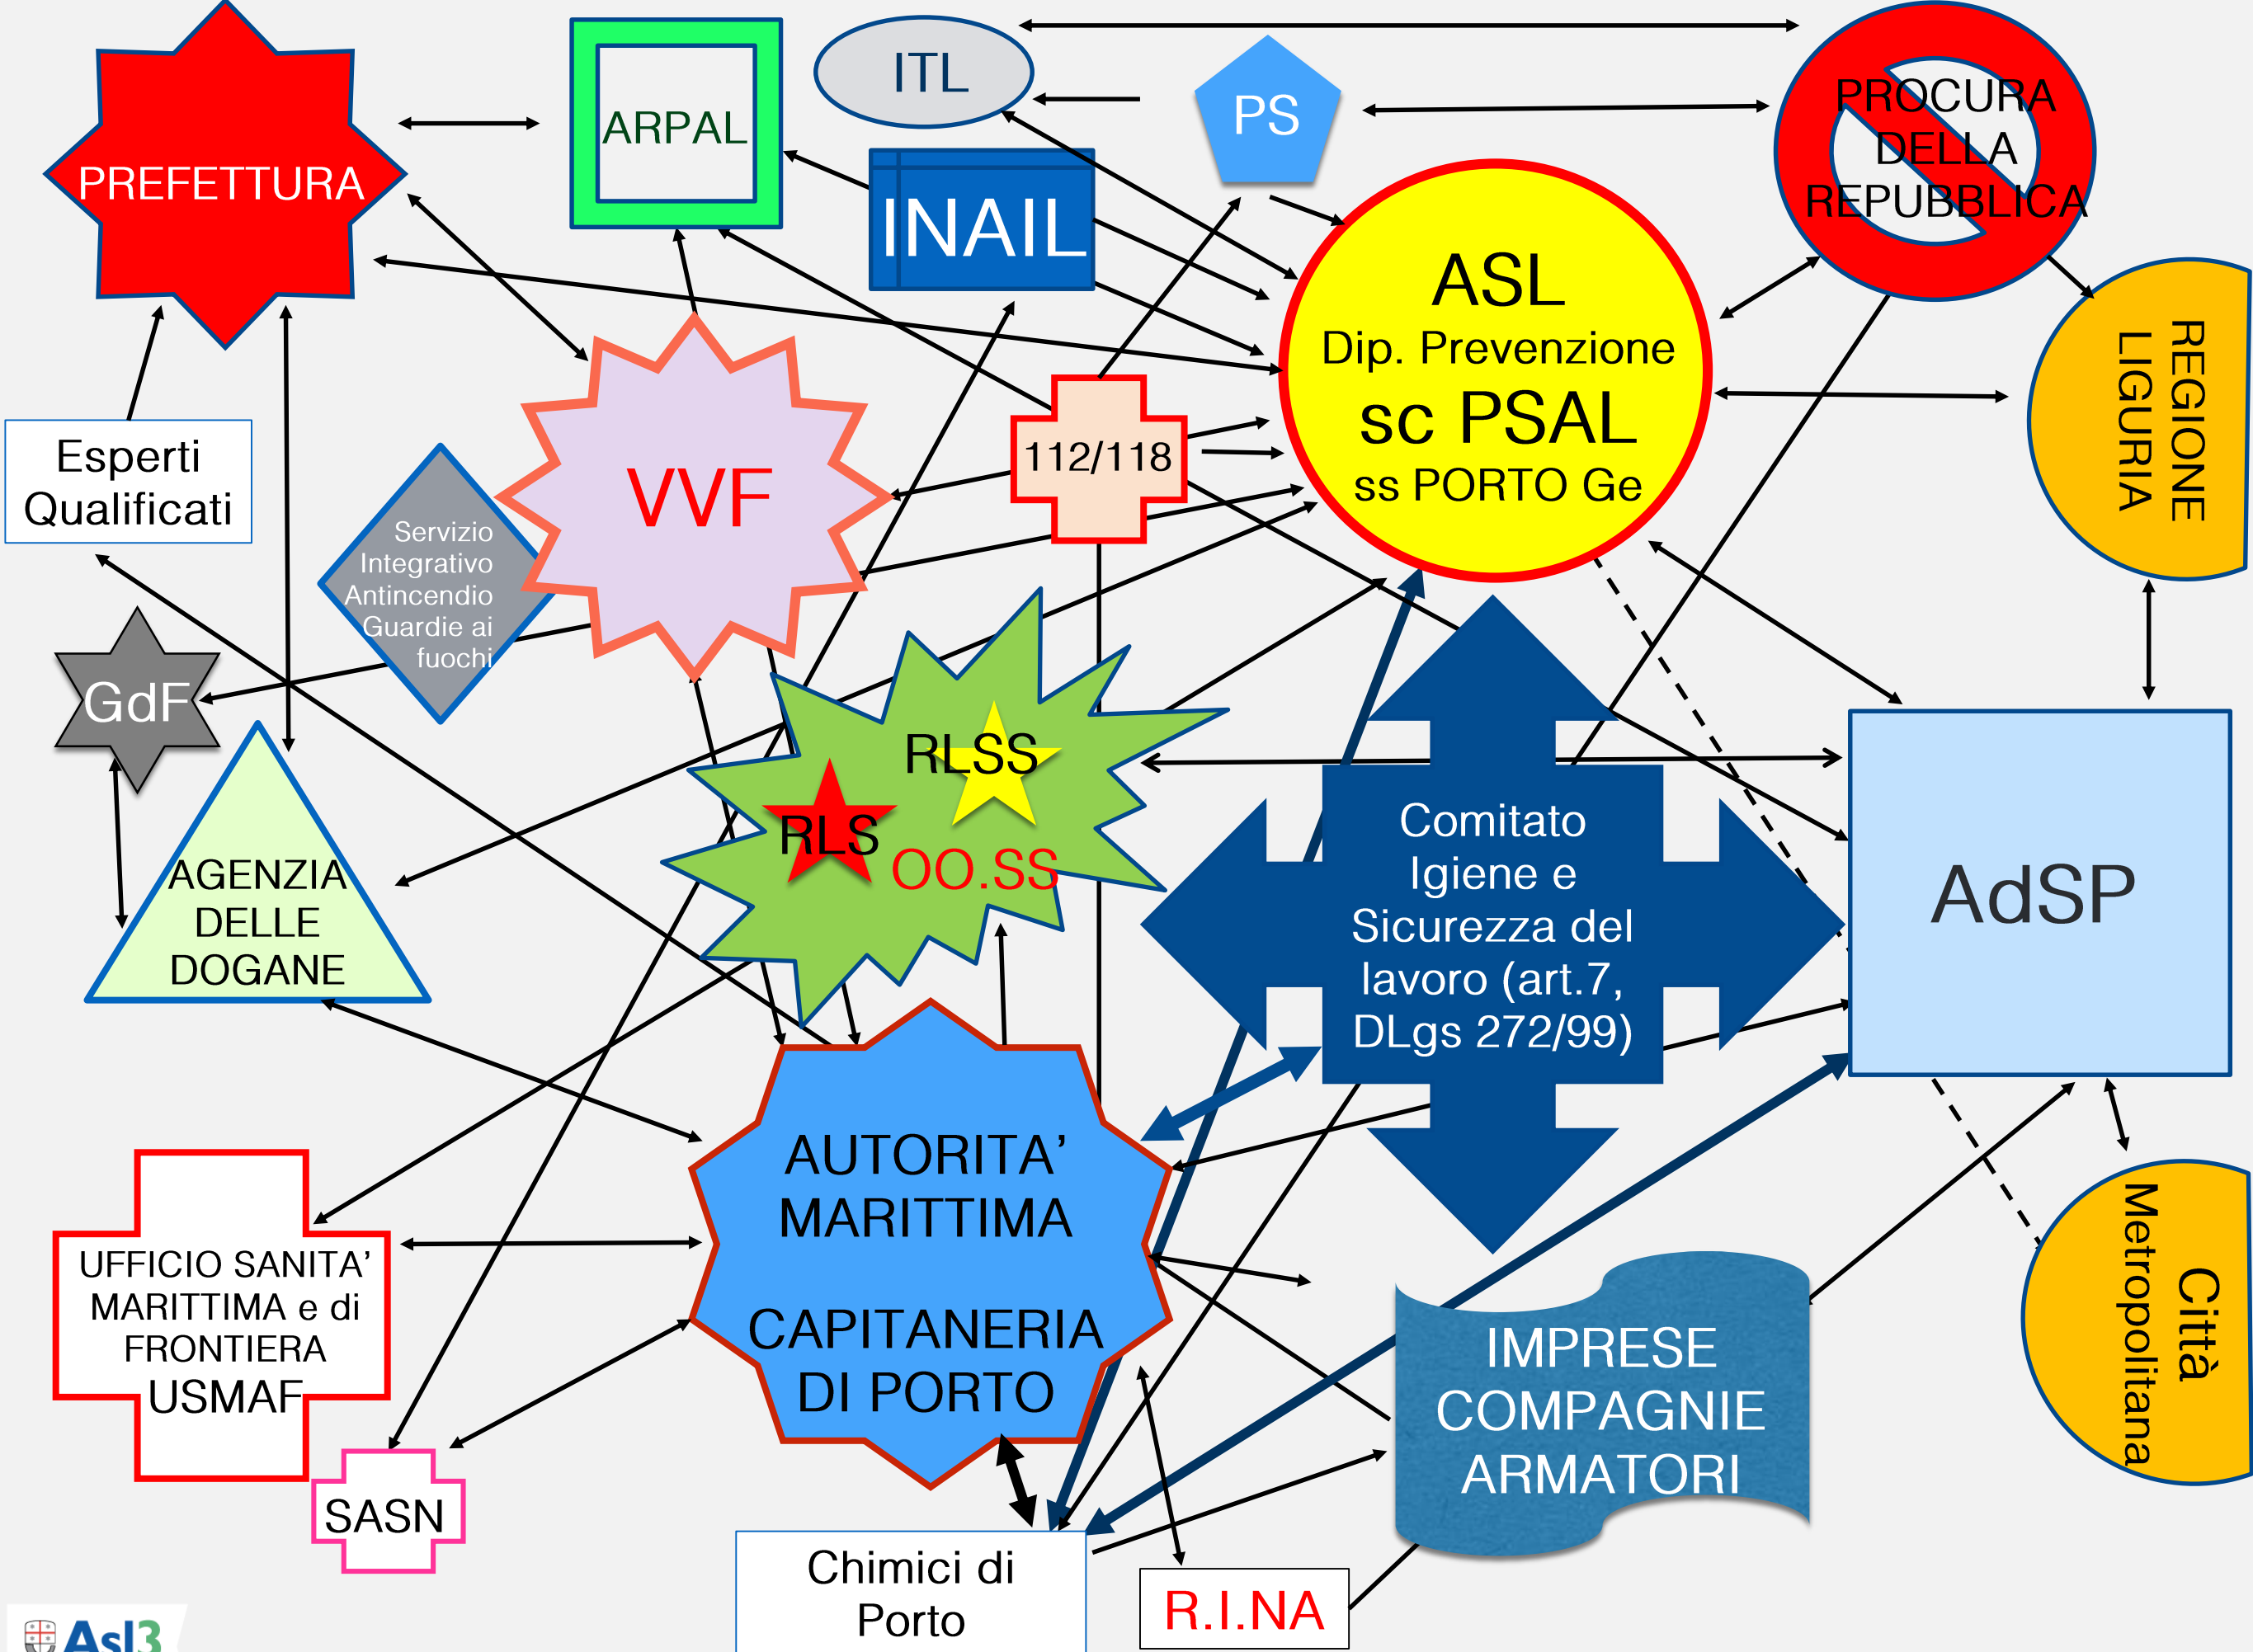 ITL
PS
PROCURA
DELLA
REPUBBLICA
ARPAL
PREFETTURA
INAIL
ASL
Dip. Prevenzione
sc PSAL
ss PORTO Ge
REGIONE
LIGURIA
Esperti
Qualificati
112/118
VVF
Servizio
Integrativo
Antincendio
Guardie ai
fuochi
GdF
RLSS
RLS
OO.SS
Comitato
Igiene e
Sicurezza del
lavoro (art.7,
DLgs 272/99)
AdSP
AGENZIA
DELLE
DOGANE
AUTORITA’
MARITTIMA
CAPITANERIA
DI PORTO
UFFICIO SANITA’
MARITTIMA e di
FRONTIERA
USMAF
SASN
IMPRESE
COMPAGNIE
ARMATORI
Città
Metropolitana
Chimici di
Porto
R.I.NA
Asl3